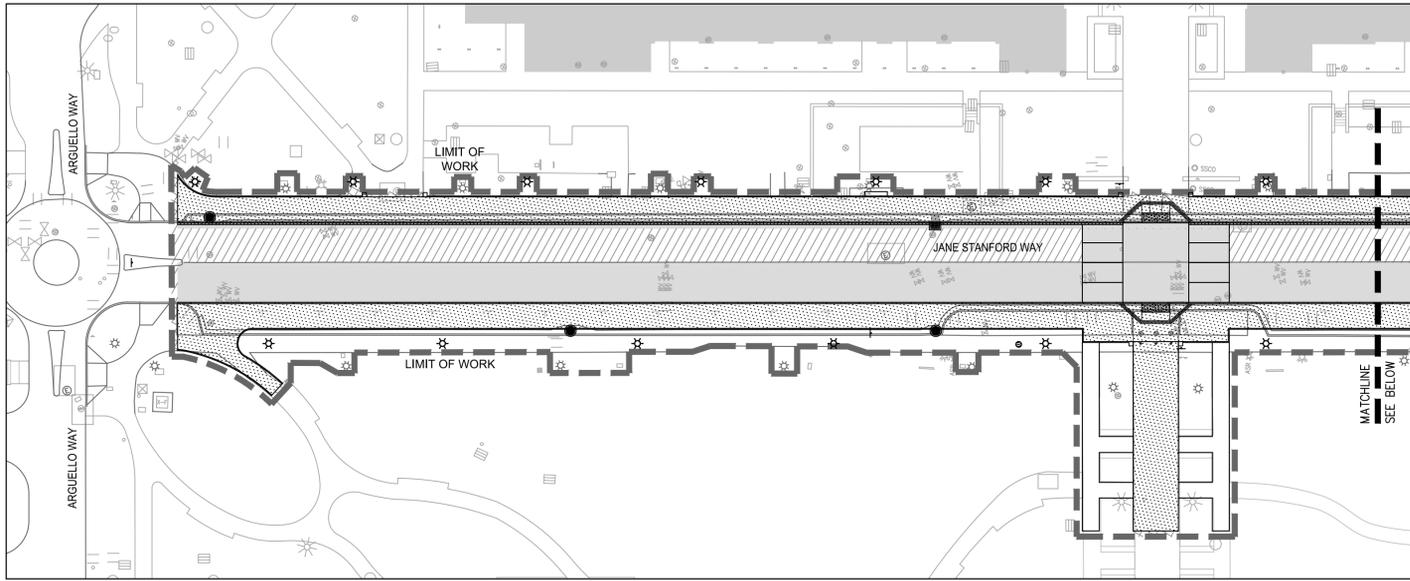 ARGUELLO WAY
LIMIT OF
WORK
SSCO
JANE STANFORD WAY
LIMIT OF WORK
MATCHLINE
SEE BELOW
ARGUELLO WAY